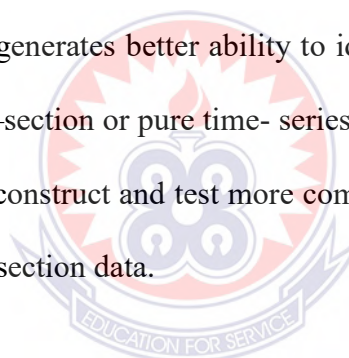 generates better ability to i
-section or pure time- series
construct and test more com
section data.
EDUCATION FOR SERVICE